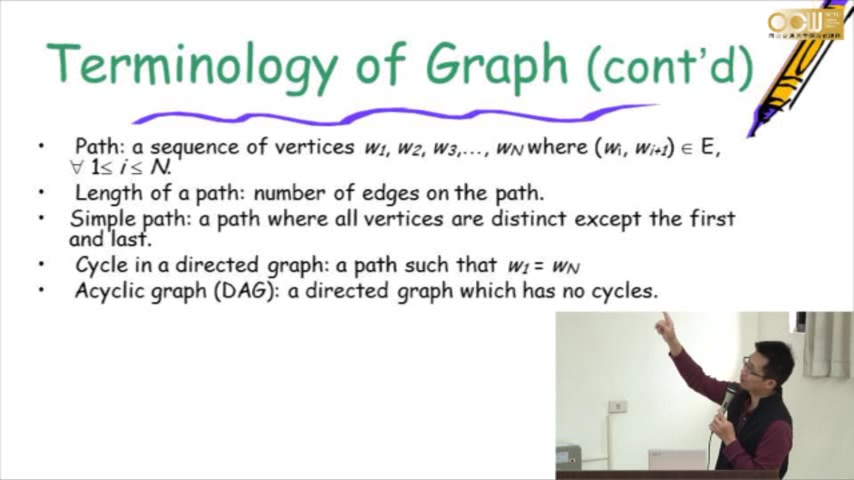 OCW
Terminology of Graph (cont'd)
• Path: a sequence of vertices w1, w2, w3,..., wN where (wi, wi+1) ∈ E,
∀ 1≤ i ≤ N.
• Length of a path: number of edges on the path.
• Simple path: a path where all vertices are distinct except the first
and last.
• Cycle in a directed graph: a path such that w1 = wN
• Acyclic graph (DAG): a directed graph which has no cycles.